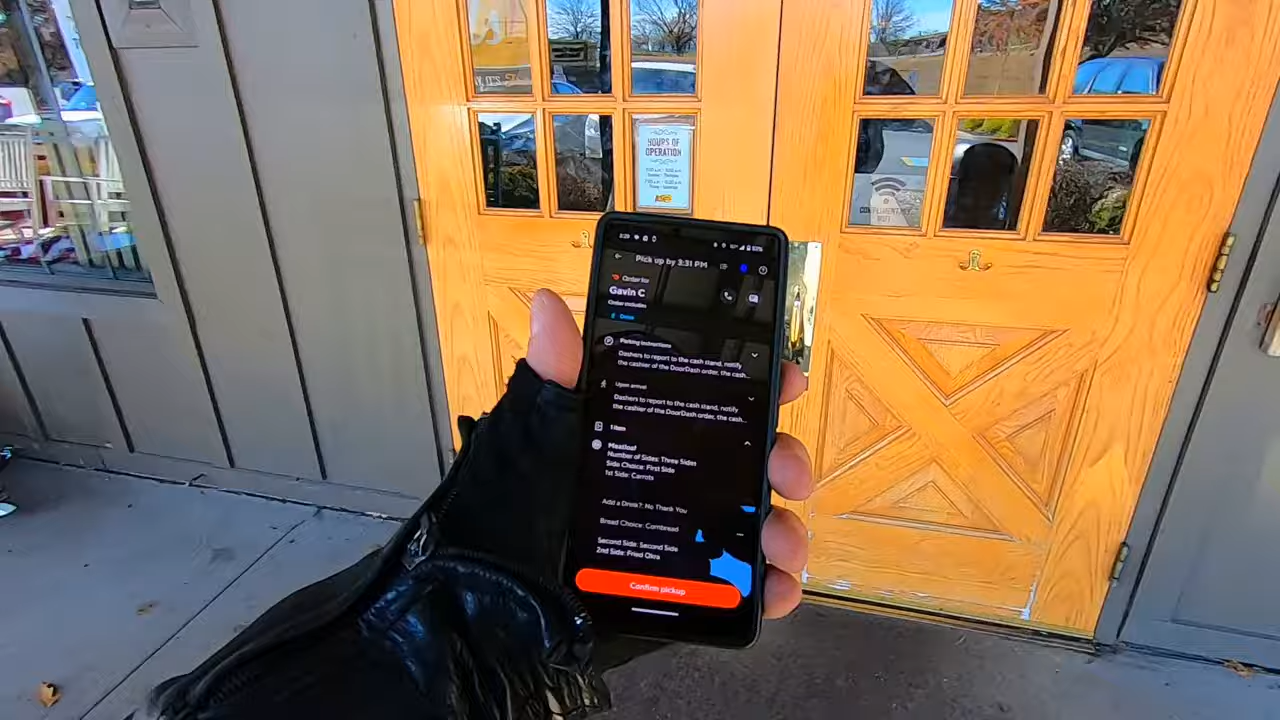 HOURS OF
OPERATION
COMPLIMENTARY
WIFI
Pick up by 3:31 PM
Order for
Gavin C
Order includes
Parking instructions
Dashers to report to the cash stand, notify
the cashier of the DoorDash order, the cash...
Upon arrival
Dashers to report to the cash stand, notify
the cashier of the DoorDash order, the cash...
1 item
Meatloaf
Number of Sides: Three Sides
Side Choice: First Side
1st Side: Carrots
Add a Drink?: No Thank You
Bread Choice: Cornbread
Second Side: Second Side
2nd Side: Fried Okra
Confirm pickup